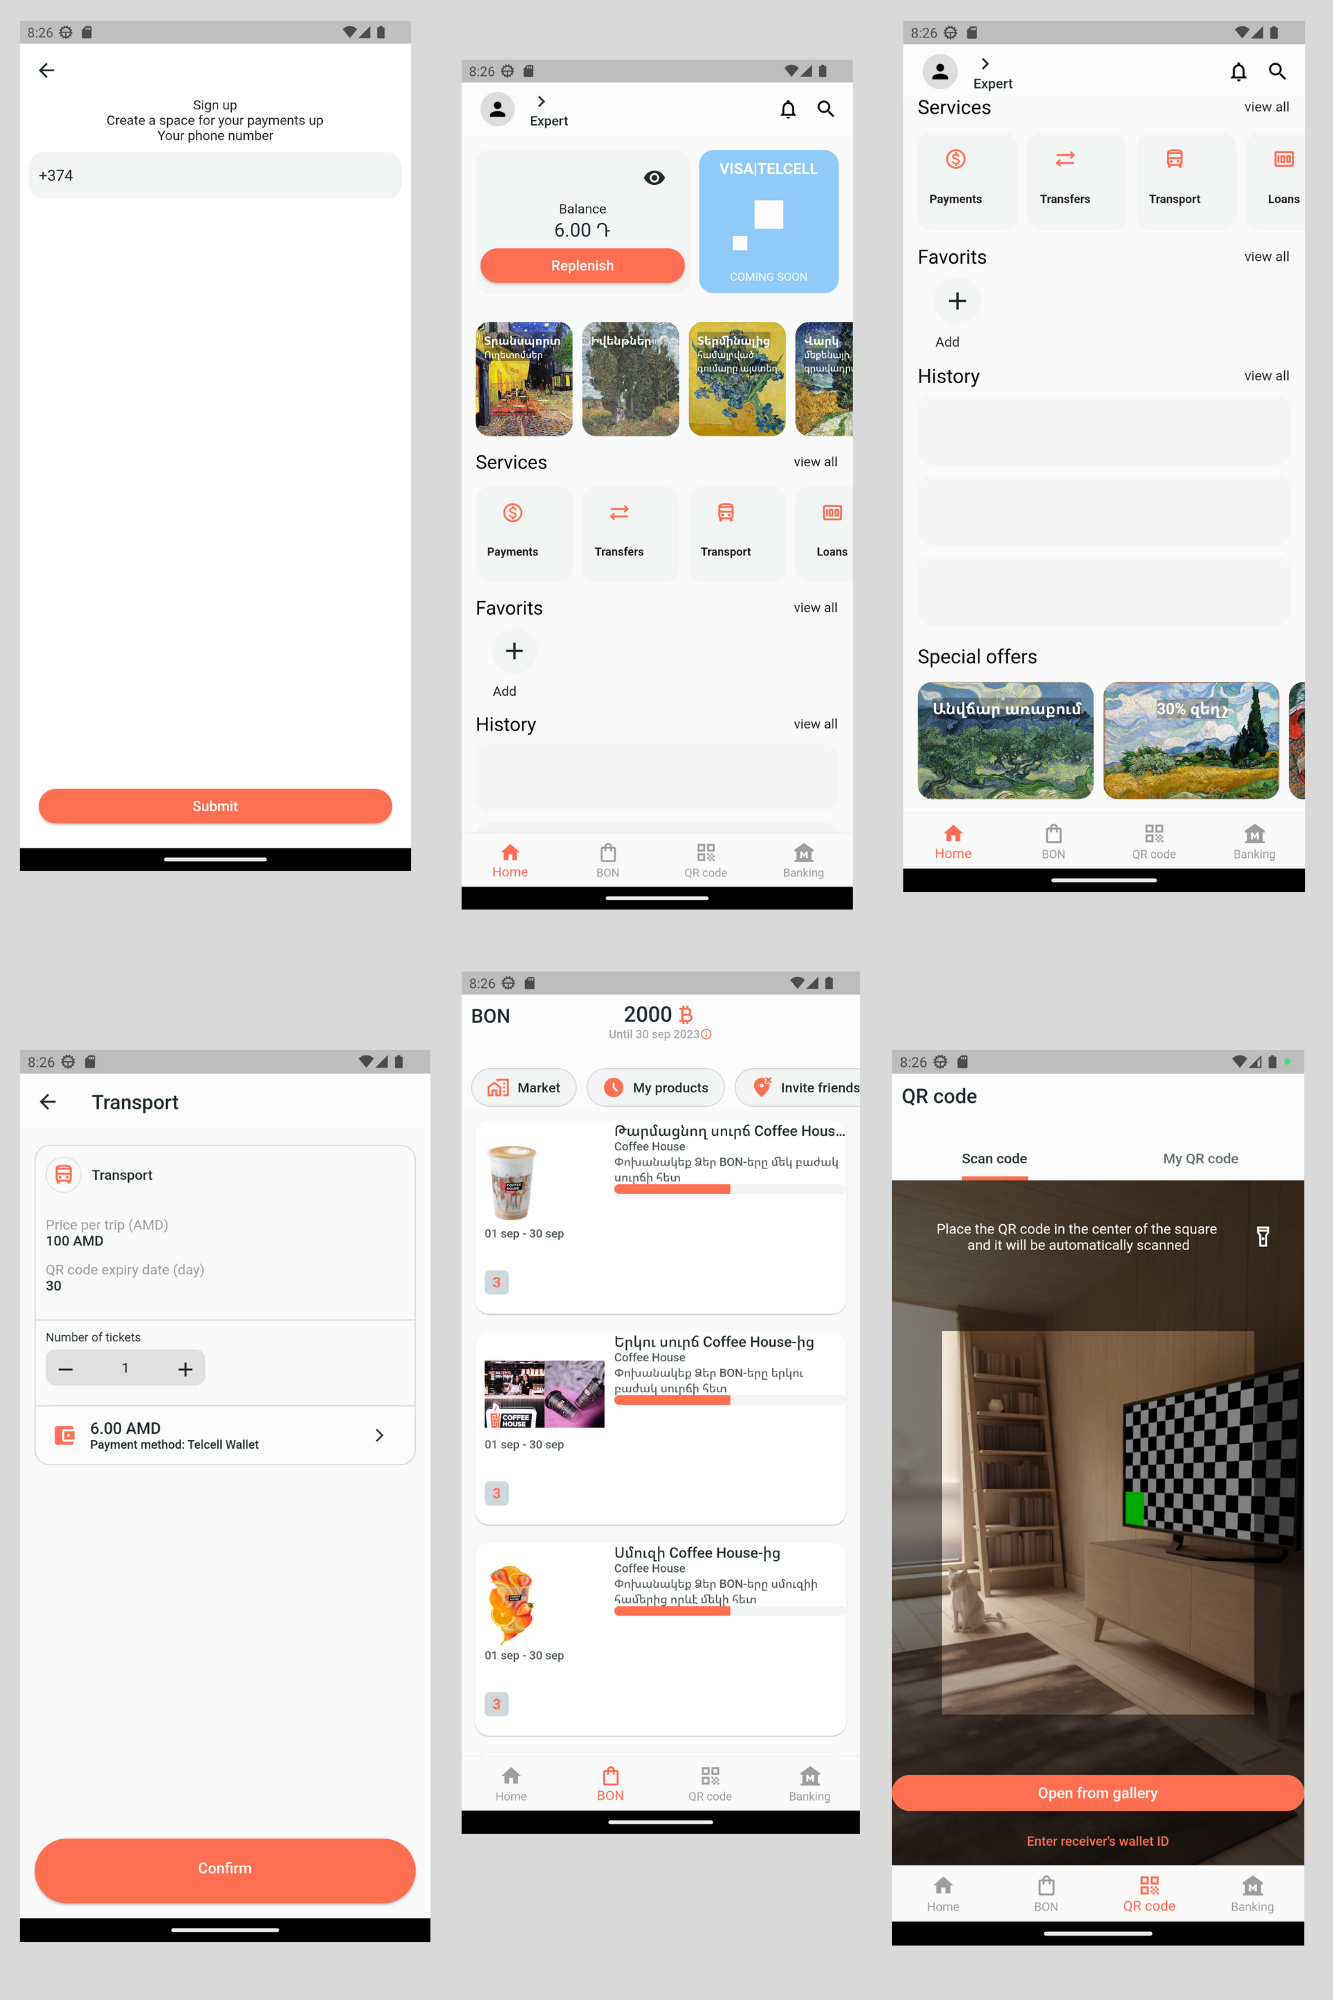 8:26
Sign up
Create a space for your payments up
Your phone number
+374
Submit
8:26
Expert
VISA|TELCELL
Balance
6.00 Դ
Replenish
COMING SOON
Տրանսպորտ
Ուղետոմսեր
Իվենթներ
Տերմինալից
համալրված
գումարը այստեղ
Վարկ
մեքենայի
Services
view all
Payments
Transfers
Transport
Loans
Favorits
view all
Add
History
view all
Home
BON
QR code
Banking
8:26
Expert
Services
view all
Payments
Transfers
Transport
Loans
Favorits
view all
Add
History
view all
Special offers
Անվճար առաքում
30% զեղչ
Home
BON
QR code
Banking
8:26
Transport
Transport
Price per trip (AMD)
100 AMD
QR code expiry date (day)
30
Number of tickets
1
6.00 AMD
Payment method: Telcell Wallet
Confirm
8:26
BON
2000
Until 30 sep 2023
Market
My products
Invite friends
Թարմացնող սուրճ Coffee Hous...
Coffee House
Փոխանակեք Ձեր BON-երը մեկ բաժակ
սուրճի հետ
01 sep - 30 sep
3
Երկու սուրճ Coffee House-ից
Coffee House
Փոխանակեք Ձեր BON-երը երկու
բաժակ սուրճի հետ
COFFEE
HOUSE
01 sep - 30 sep
3
Սմուզի Coffee House-ից
Coffee House
Փոխանակեք Ձեր BON-երը սմուզիի
համերից որևէ մեկի հետ
01 sep - 30 sep
3
Home
BON
QR code
Banking
8:26
QR code
Scan code
My QR code
Place the QR code in the center of the square
and it will be automatically scanned
Open from gallery
Enter receiver's wallet ID
Home
BON
QR code
Banking